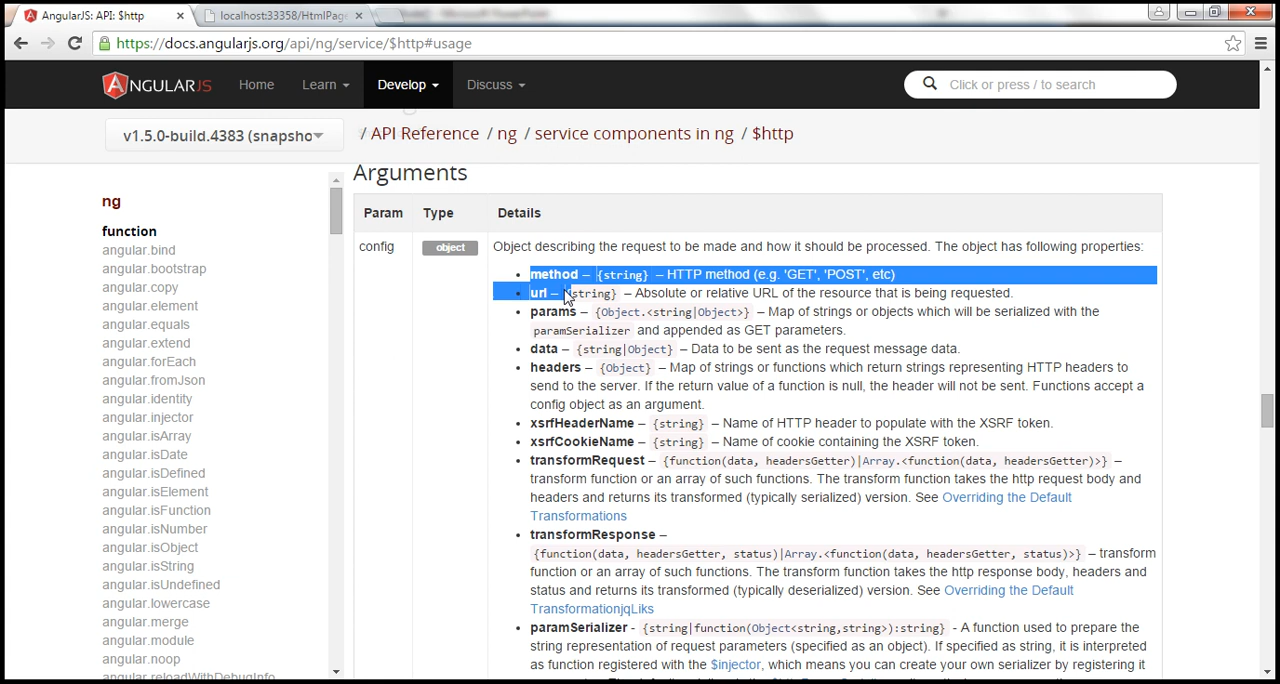 AngularJS: API: $http
localhost:33358/HtmlPag
https://docs.angularjs.org/api/ng/service/$http#usage
ANGULARJS Home Learn Develop Discuss Click or press / to search
v1.5.0-build.4383 (snapsho
/ API Reference / ng / service components in ng / $http
Arguments
ng
function
angular.bind
angular.bootstrap
angular.copy
angular.element
angular.equals
angular.extend
angular.forEach
angular.fromJson
angular.identity
angular.injector
angular.isArray
angular.isDate
angular.isDefined
angular.isElement
angular.isFunction
angular.isNumber
angular.isObject
angular.isString
angular.isUndefined
angular.lowercase
angular.merge
angular.module
angular.noop
angular.reloadWithDebugInfo
Param Type Details
config object Object describing the request to be made and how it should be processed. The object has following properties:
• method – {string} – HTTP method (e.g. 'GET', 'POST', etc)
• url – {string} – Absolute or relative URL of the resource that is being requested.
• params – {Object.<string|Object>} – Map of strings or objects which will be serialized with the
paramSerializer and appended as GET parameters.
• data – {string|Object} – Data to be sent as the request message data.
• headers – {Object} – Map of strings or functions which return strings representing HTTP headers to
send to the server. If the return value of a function is null, the header will not be sent. Functions accept a
config object as an argument.
• xsrfHeaderName – {string} – Name of HTTP header to populate with the XSRF token.
• xsrfCookieName – {string} – Name of cookie containing the XSRF token.
• transformRequest – {function(data, headersGetter)|Array.<function(data, headersGetter)>} –
transform function or an array of such functions. The transform function takes the http request body and
headers and returns its transformed (typically serialized) version. See Overriding the Default
Transformations
• transformResponse –
{function(data, headersGetter, status)|Array.<function(data, headersGetter, status)>} – transform
function or an array of such functions. The transform function takes the http response body, headers and
status and returns its transformed (typically deserialized) version. See Overriding the Default
TransformationjqLiks
• paramSerializer - {string|function(Object<string,string>):string} - A function used to prepare the
string representation of request parameters (specified as an object). If specified as string, it is interpreted
as function registered with the $injector, which means you can create your own serializer by registering it